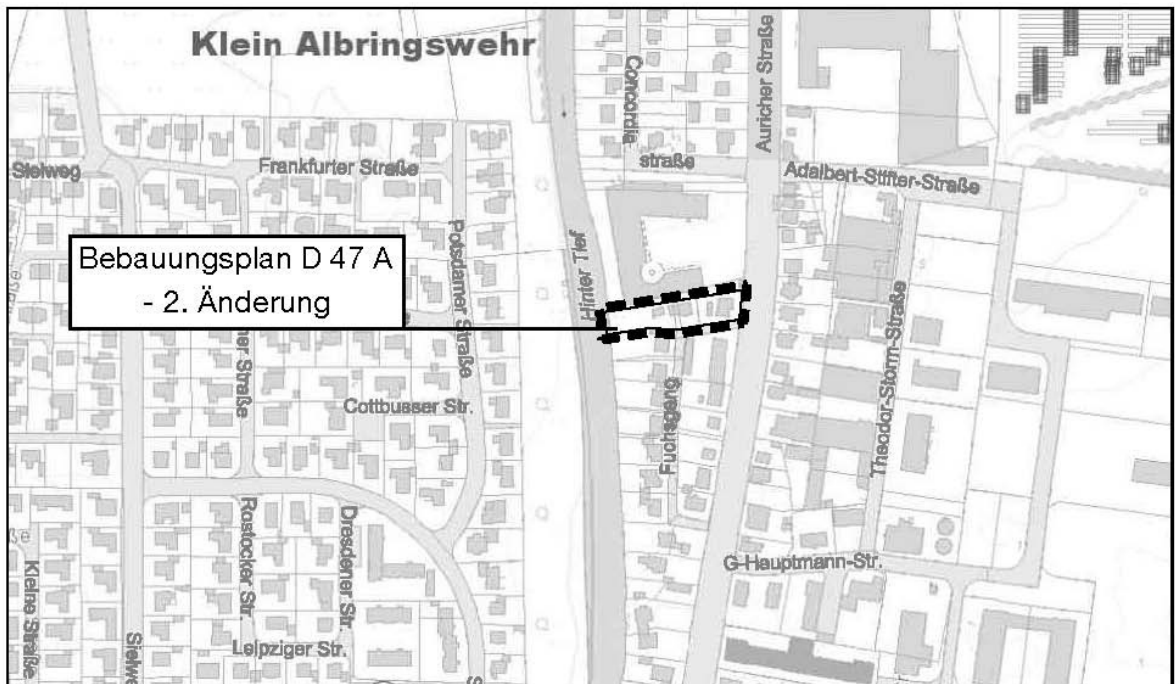 Klein Albringswehr
Concordia
straße
Auricher Straße
Adalbert-Stifter-Straße
Sielweg
Frankfurter Straße
Potsdamer Straße
Hinter Tief
Bebauungsplan D 47 A
- 2. Änderung
Cottbusser Str.
Fuchsgang
Theodor-Storm-Straße
Rostocker Str.
Dresdener Str.
G-Hauptmann-Str.
Kleine Straße
Leipziger Str.